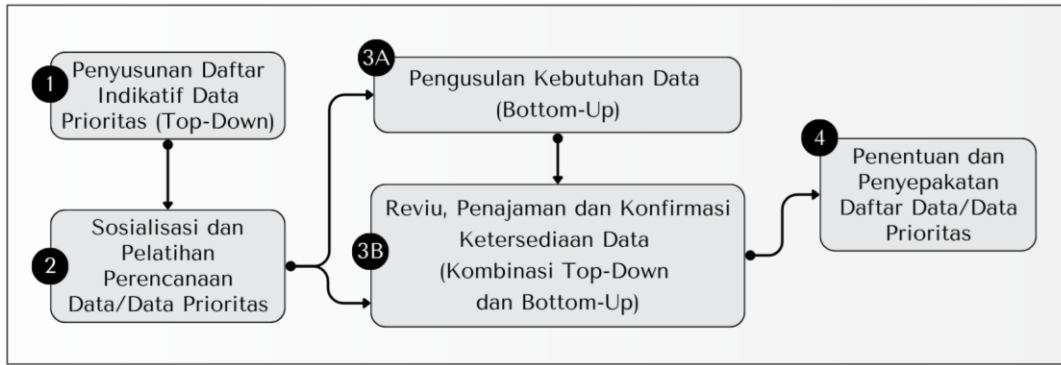 1
Penyusunan Daftar
Indikatif Data
Prioritas (Top-Down)
2
Sosialisasi dan
Pelatihan
Perencanaan
Data/Data Prioritas
3A
Pengusulan Kebutuhan Data
(Bottom-Up)
3B
Reviu, Penajaman dan Konfirmasi
Ketersediaan Data
(Kombinasi Top-Down
dan Bottom-Up)
4
Penentuan dan
Penyepakatan
Daftar Data/Data
Prioritas